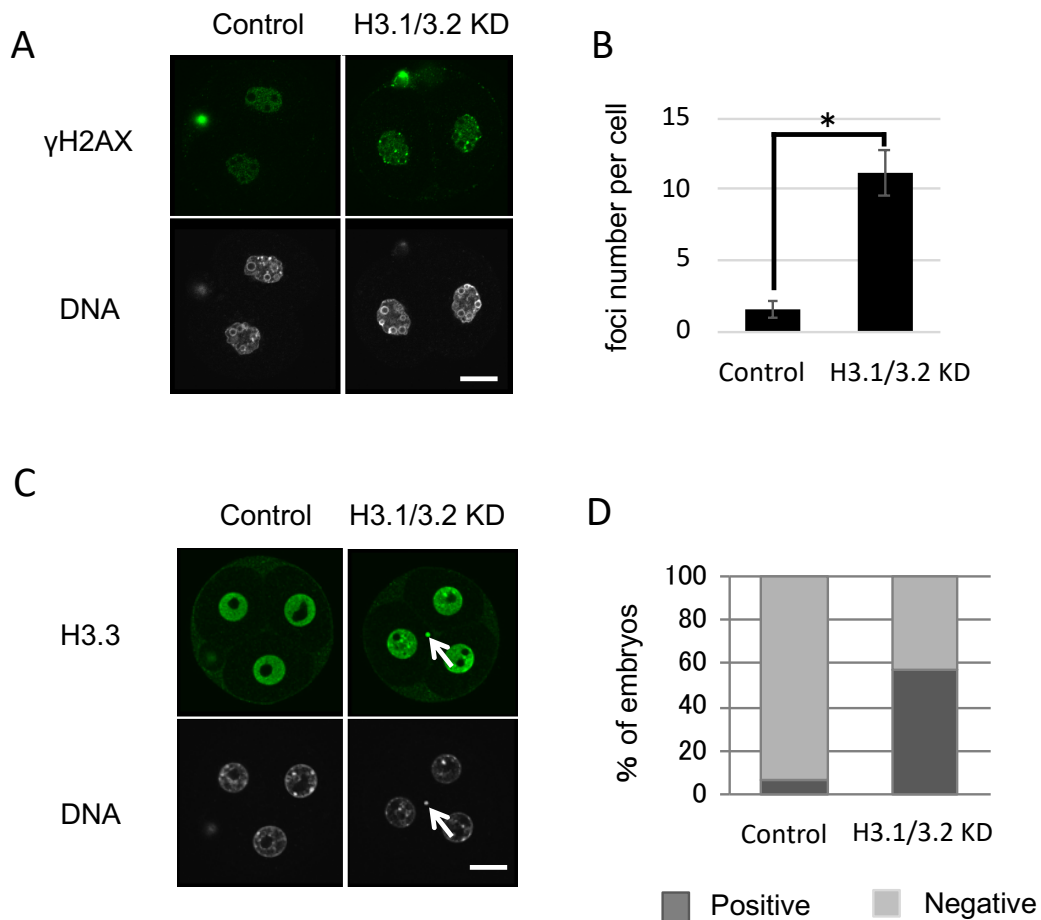 A
Control H3.1/3.2 KD
γH2AX
DNA
B
foci number per cell
15
10
5
0
*
Control H3.1/3.2 KD
C
Control H3.1/3.2 KD
H3.3
DNA
D
% of embryos
100
80
60
40
20
0
Control H3.1/3.2 KD
Positive Negative